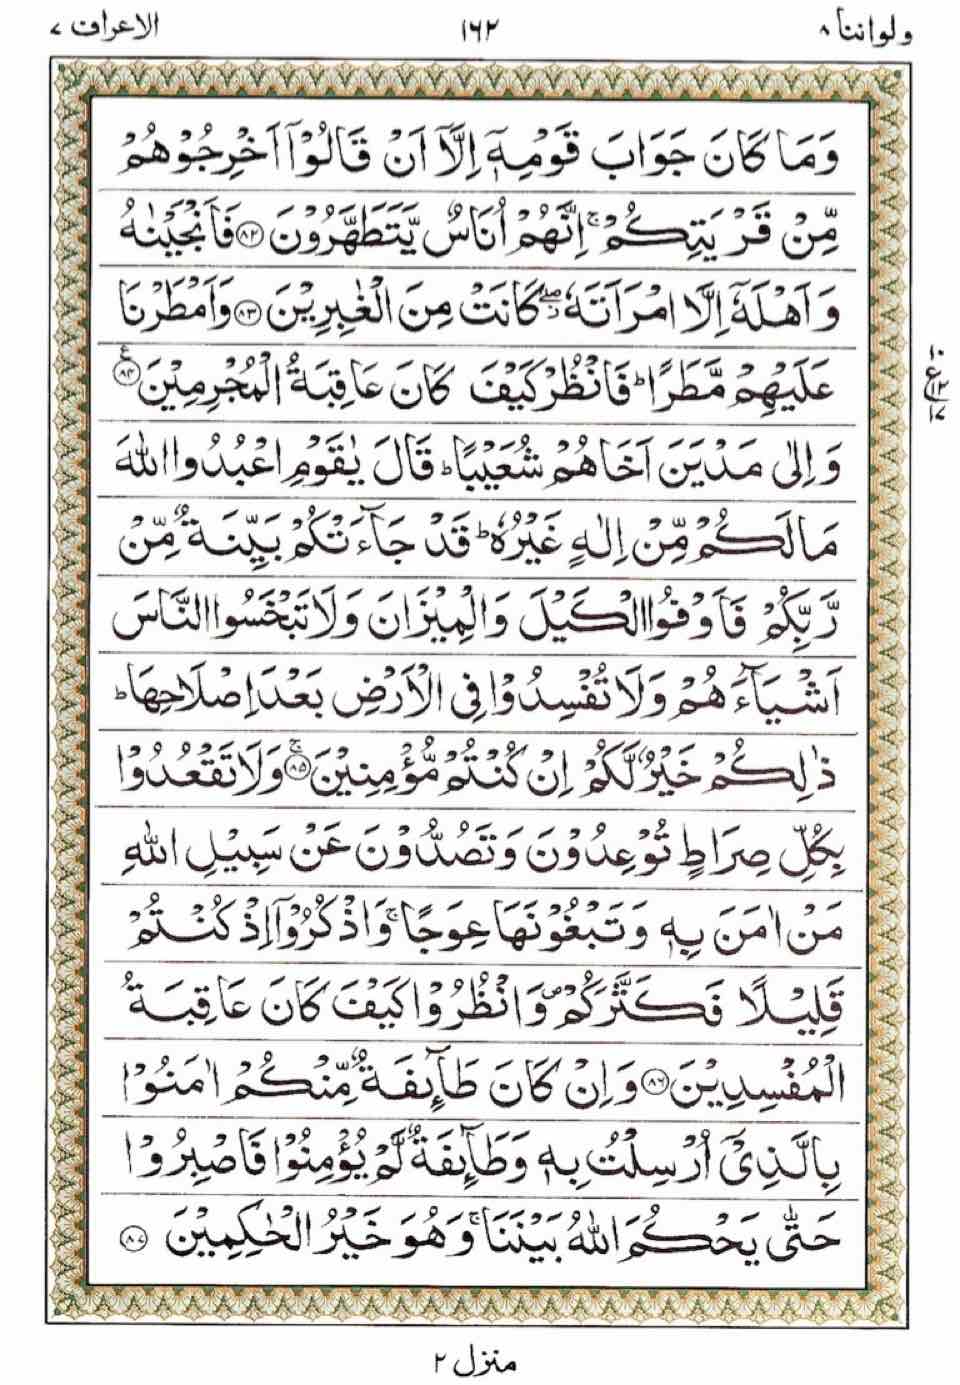 ولواننا ٨ ١٦٢ الاعراف ٧
وَمَا كَانَ جَوَابَ قَوْمِهٖۤ اِلَّاۤ اَنْ قَالُوْۤا اَخْرِجُوْهُمْ
مِّنْ قَرْيَتِكُمْ ۚ اِنَّهُمْ اُنَاسٌ يَّتَطَهَّرُوْنَ ﴿٨٢﴾ فَاَنْجَيْنٰهُ
وَاَهْلَهٗۤ اِلَّا امْرَاَتَهٗ ۖ كَانَتْ مِنَ الْغٰبِرِيْنَ ﴿٨٣﴾ وَاَمْطَرْنَا
عَلَيْهِمْ مَّطَرًا ؕ فَانْظُرْ كَيْفَ كَانَ عَاقِبَةُ الْمُجْرِمِيْنَ ﴿٨٤﴾
وَاِلٰى مَدْيَنَ اَخَاهُمْ شُعَيْبًا ؕ قَالَ يٰقَوْمِ اعْبُدُوا اللّٰهَ
مَا لَكُمْ مِّنْ اِلٰهٍ غَيْرُهٗ ؕ قَدْ جَآءَتْكُمْ بَيِّنَةٌ مِّنْ
رَّبِّكُمْ فَاَوْفُوا الْكَيْلَ وَالْمِيْزَانَ وَلَا تَبْخَسُوا النَّاسَ
اَشْيَآءَهُمْ وَلَا تُفْسِدُوْا فِى الْاَرْضِ بَعْدَ اِصْلَاحِهَا ؕ
ذٰلِكُمْ خَيْرٌ لَّكُمْ اِنْ كُنْتُمْ مُّؤْمِنِيْنَ ﴿٨٥﴾ۚ وَلَا تَقْعُدُوْا
بِكُلِّ صِرَاطٍ تُوْعِدُوْنَ وَتَصُدُّوْنَ عَنْ سَبِيْلِ اللّٰهِ
مَنْ اٰمَنَ بِهٖ وَتَبْغُوْنَهَا عِوَجًا ۚ وَاذْكُرُوْۤا اِذْ كُنْتُمْ
قَلِيْلًا فَكَثَّرَكُمْ ۪ وَانْظُرُوْا كَيْفَ كَانَ عَاقِبَةُ
الْمُفْسِدِيْنَ ﴿٨٦﴾ وَاِنْ كَانَ طَآئِفَةٌ مِّنْكُمْ اٰمَنُوْا
بِالَّذِىْۤ اُرْسِلْتُ بِهٖ وَطَآئِفَةٌ لَّمْ يُؤْمِنُوْا فَاصْبِرُوْا
حَتّٰى يَحْكُمَ اللّٰهُ بَيْنَنَا ۚ وَهُوَ خَيْرُ الْحٰكِمِيْنَ ﴿٨٧﴾
منزل ٢